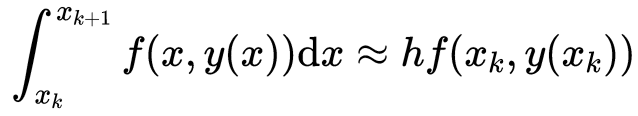 ∫_{x_k}^{x_{k+1}} f(x, y(x))dx ≈ hf(x_k, y(x_k))